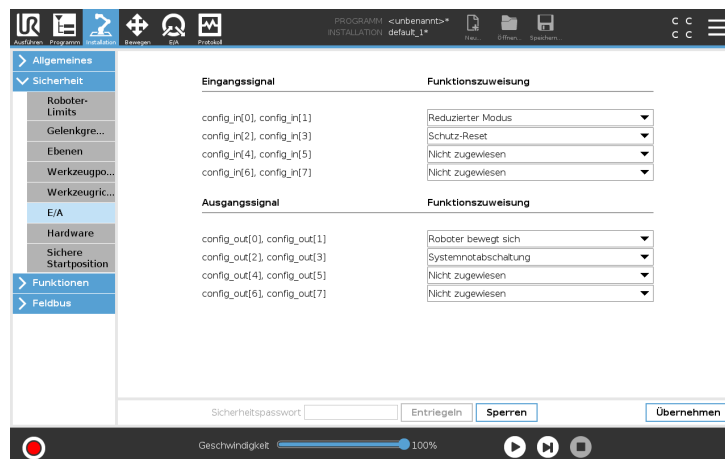 UR
PROGRAMM <unbenannt>*
INSTALLATION default_1*
Ausführen Programm Installation Bewegen E/A Protokoll Neu... Öffnen... Speichern...
C C
C C
Allgemeines
Sicherheit
Roboter-
Limits
Gelenkgre...
Ebenen
Werkzeugpo...
Werkzeugric...
E/A
Hardware
Sichere
Startposition
Funktionen
Feldbus
Eingangssignal Funktionszuweisung
config_in[0], config_in[1] Reduzierter Modus
config_in[2], config_in[3] Schutz-Reset
config_in[4], config_in[5] Nicht zugewiesen
config_in[6], config_in[7] Nicht zugewiesen
Ausgangssignal Funktionszuweisung
config_out[0], config_out[1] Roboter bewegt sich
config_out[2], config_out[3] Systemnotabschaltung
config_out[4], config_out[5] Nicht zugewiesen
config_out[6], config_out[7] Nicht zugewiesen
Sicherheitspasswort Entriegeln Sperren Übernehmen
Geschwindigkeit 100%